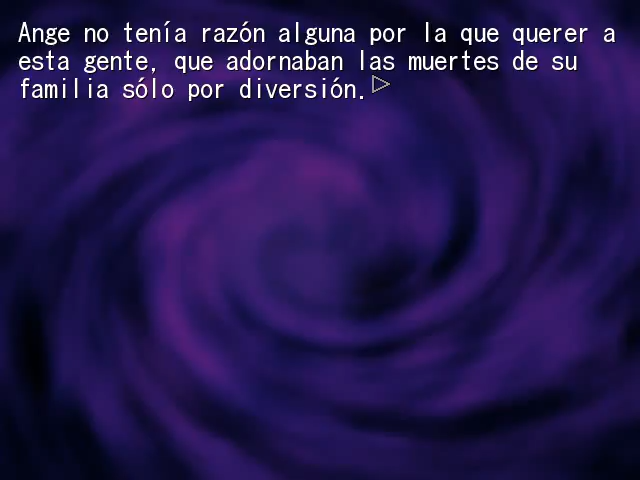 Ange no tenía razón alguna por la que querer a
esta gente, que adornaban las muertes de su
familia sólo por diversión.